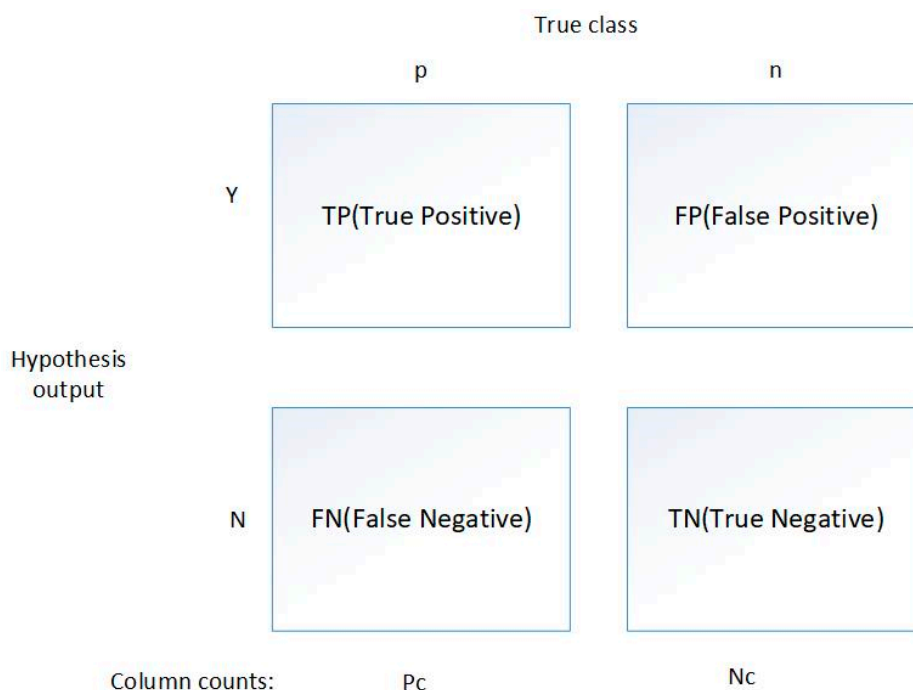 True class
p n
Y
TP(True Positive) FP(False Positive)
Hypothesis
output
N
FN(False Negative) TN(True Negative)
Column counts: Pc Nc